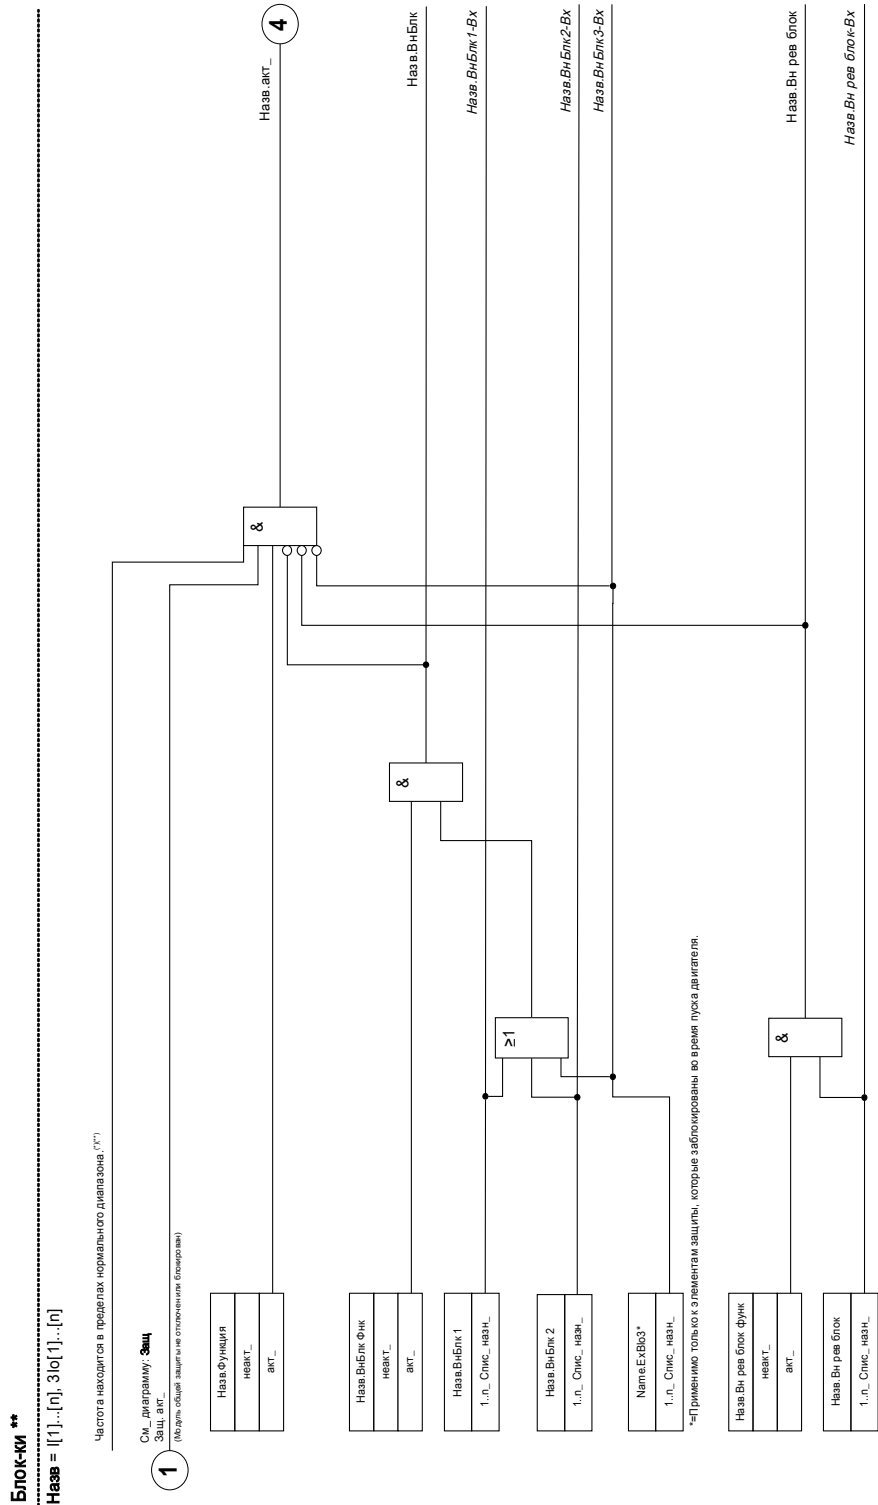 Блок-ки **
Назв = I[1]...[n], 3Io[1]...[n]
Частота находится в пределах нормального диапазона.
См_ диаграмму: Защ
Защ. акт_
(Модуль общей защиты не отключен или блокирован)
1
Назв.Функция
неакт_
акт_
&
Назв.акт_
4
Назв.ВнБлк Фнк
неакт_
акт_
&
Назв.ВнБлк
Назв.ВнБлк 1
1..n_ Спис_ назн_
Назв.ВнБлк1-Вх
≥1
Назв.ВнБлк 2
1..n_ Спис_ назн_
Назв.ВнБлк2-Вх
Назв.ВнБлк3-Вх
Name.ExBlo3*
1..n_ Спис_ назн_
*=Применимо только к элементам защиты, которые заблокированы во время пуска двигателя.
Назв.Вн рев блок функ
неакт_
акт_
&
Назв.Вн рев блок
Назв.Вн рев блок
1..n_ Спис_ назн_
Назв.Вн рев блок-Вх